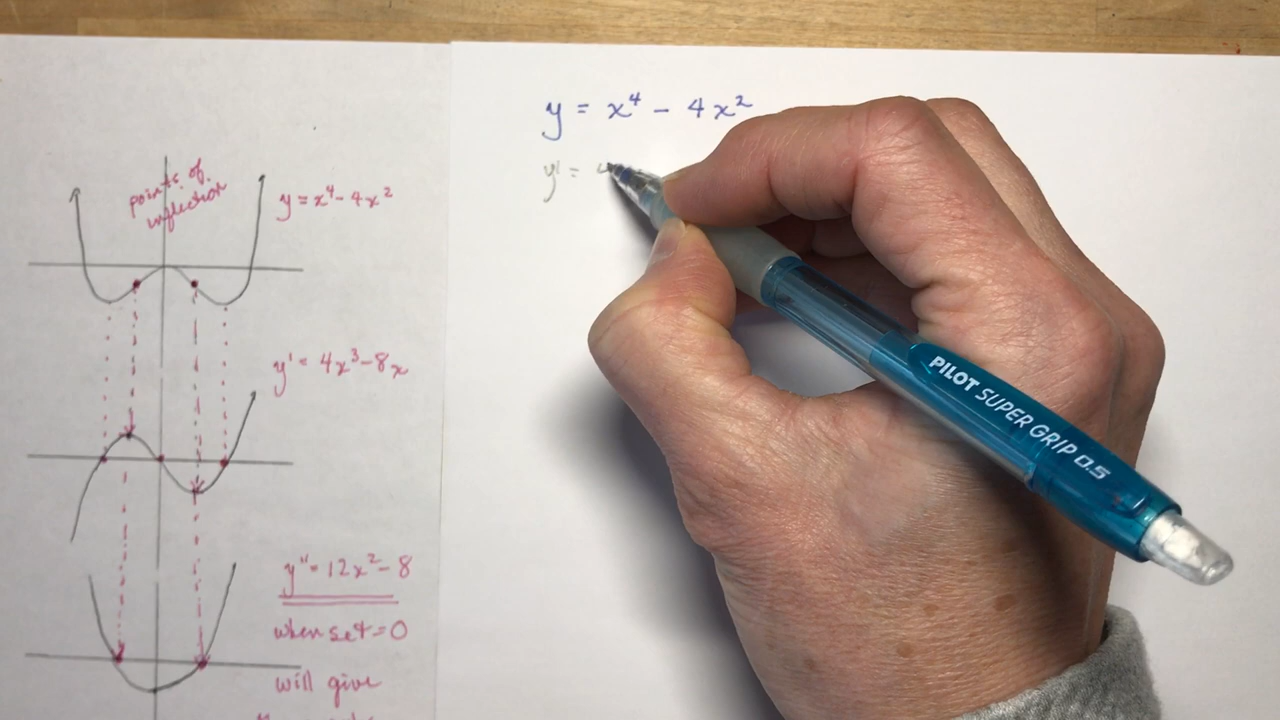 points of
inflection
y = x⁴ - 4x²
y' = 4x³ - 8x
y'' = 12x² - 8
when set = 0
will give
y = x⁴ - 4x²
y' =
PILOT SUPER GRIP 0.5